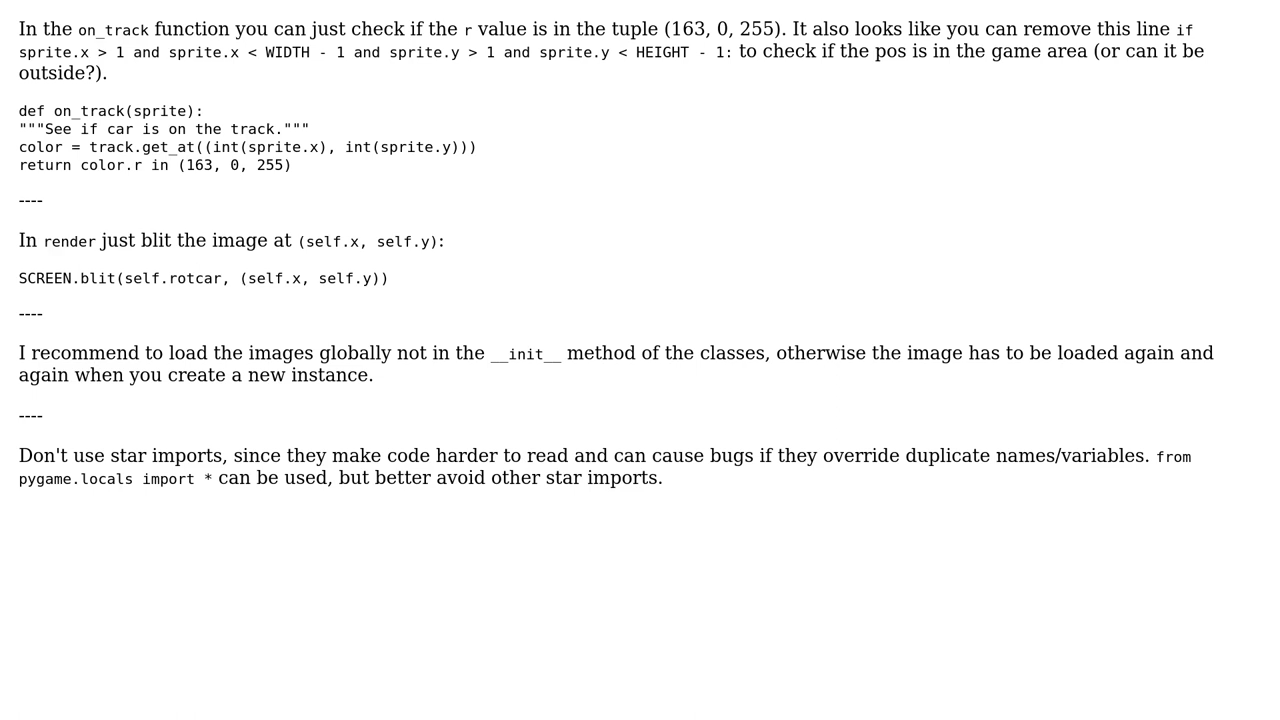 In the on_track function you can just check if the r value is in the tuple (163, 0, 255). It also looks like you can remove this line if
sprite.x > 1 and sprite.x < WIDTH - 1 and sprite.y > 1 and sprite.y < HEIGHT - 1: to check if the pos is in the game area (or can it be
outside?).
def on_track(sprite):
"""See if car is on the track."""
color = track.get_at((int(sprite.x), int(sprite.y)))
return color.r in (163, 0, 255)
----
In render just blit the image at (self.x, self.y):
SCREEN.blit(self.rotcar, (self.x, self.y))
----
I recommend to load the images globally not in the __init__ method of the classes, otherwise the image has to be loaded again and
again when you create a new instance.
----
Don't use star imports, since they make code harder to read and can cause bugs if they override duplicate names/variables. from
pygame.locals import * can be used, but better avoid other star imports.